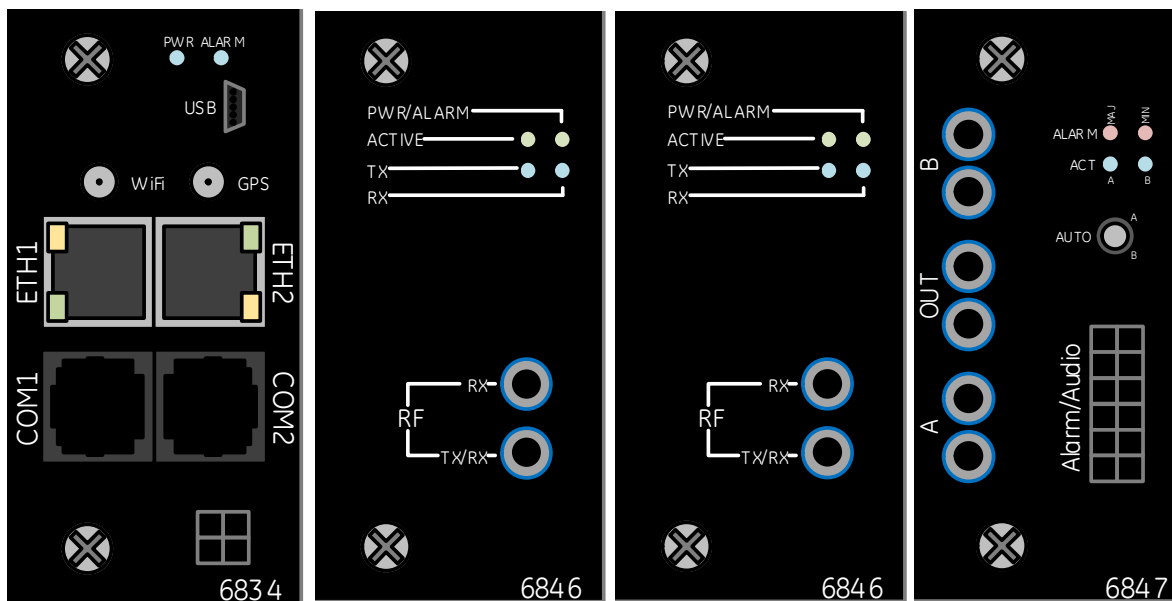 PWR ALARM
USB
WiFi GPS
ETH1
ETH2
COM1
COM2
6834
PWR/ALARM
ACTIVE
TX
RX
RX
RF
TX/RX
6846
PWR/ALARM
ACTIVE
TX
RX
RX
RF
TX/RX
6846
MAJ MIN
ALARM
B
ACT
A B
A
AUTO
B
OUT
Alarm/Audio
A
6847